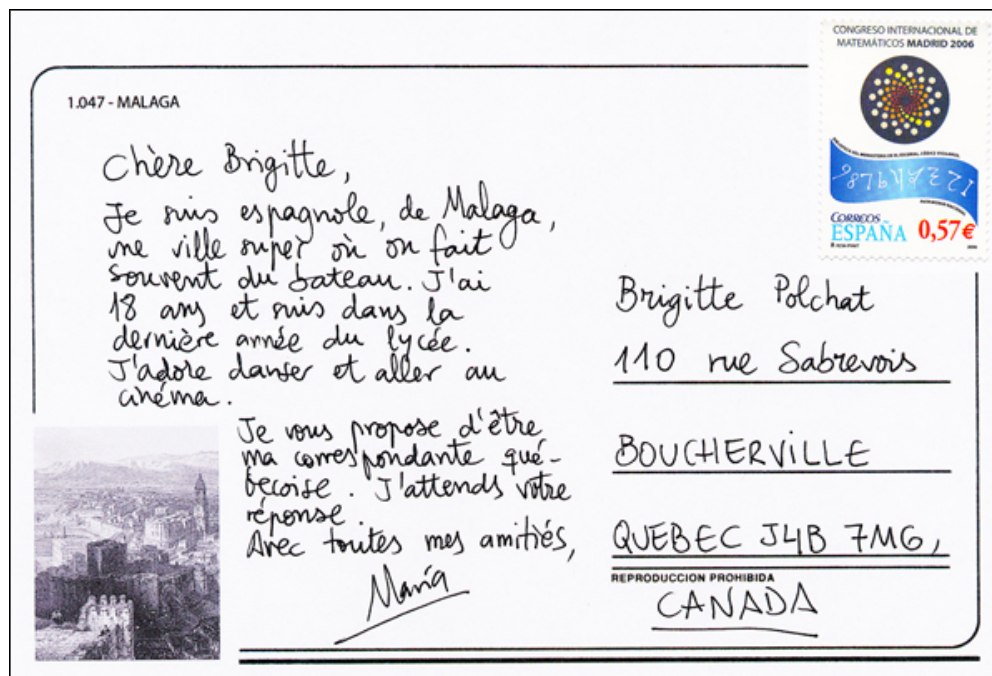 CONGRESO INTERNACIONAL DE
MATEMÁTICOS MADRID 2006
CORREOS
ESPAÑA 0,57€
1.047 - MALAGA
Chère Brigitte,
Je suis espagnole, de Malaga,
une ville super où on fait
souvent du bateau. J'ai
18 ans et suis dans la
dernière année du lycée.
J'adore danser et aller au
cinéma.
Je vous propose d'être
ma correspondante qué-
bécoise. J'attends votre
réponse.
Avec toutes mes amitiés,
María
Brigitte Polchat
110 rue Sabrevois
BOUCHERVILLE
QUEBEC J4B 7M6,
REPRODUCCION PROHIBIDA
CANADA